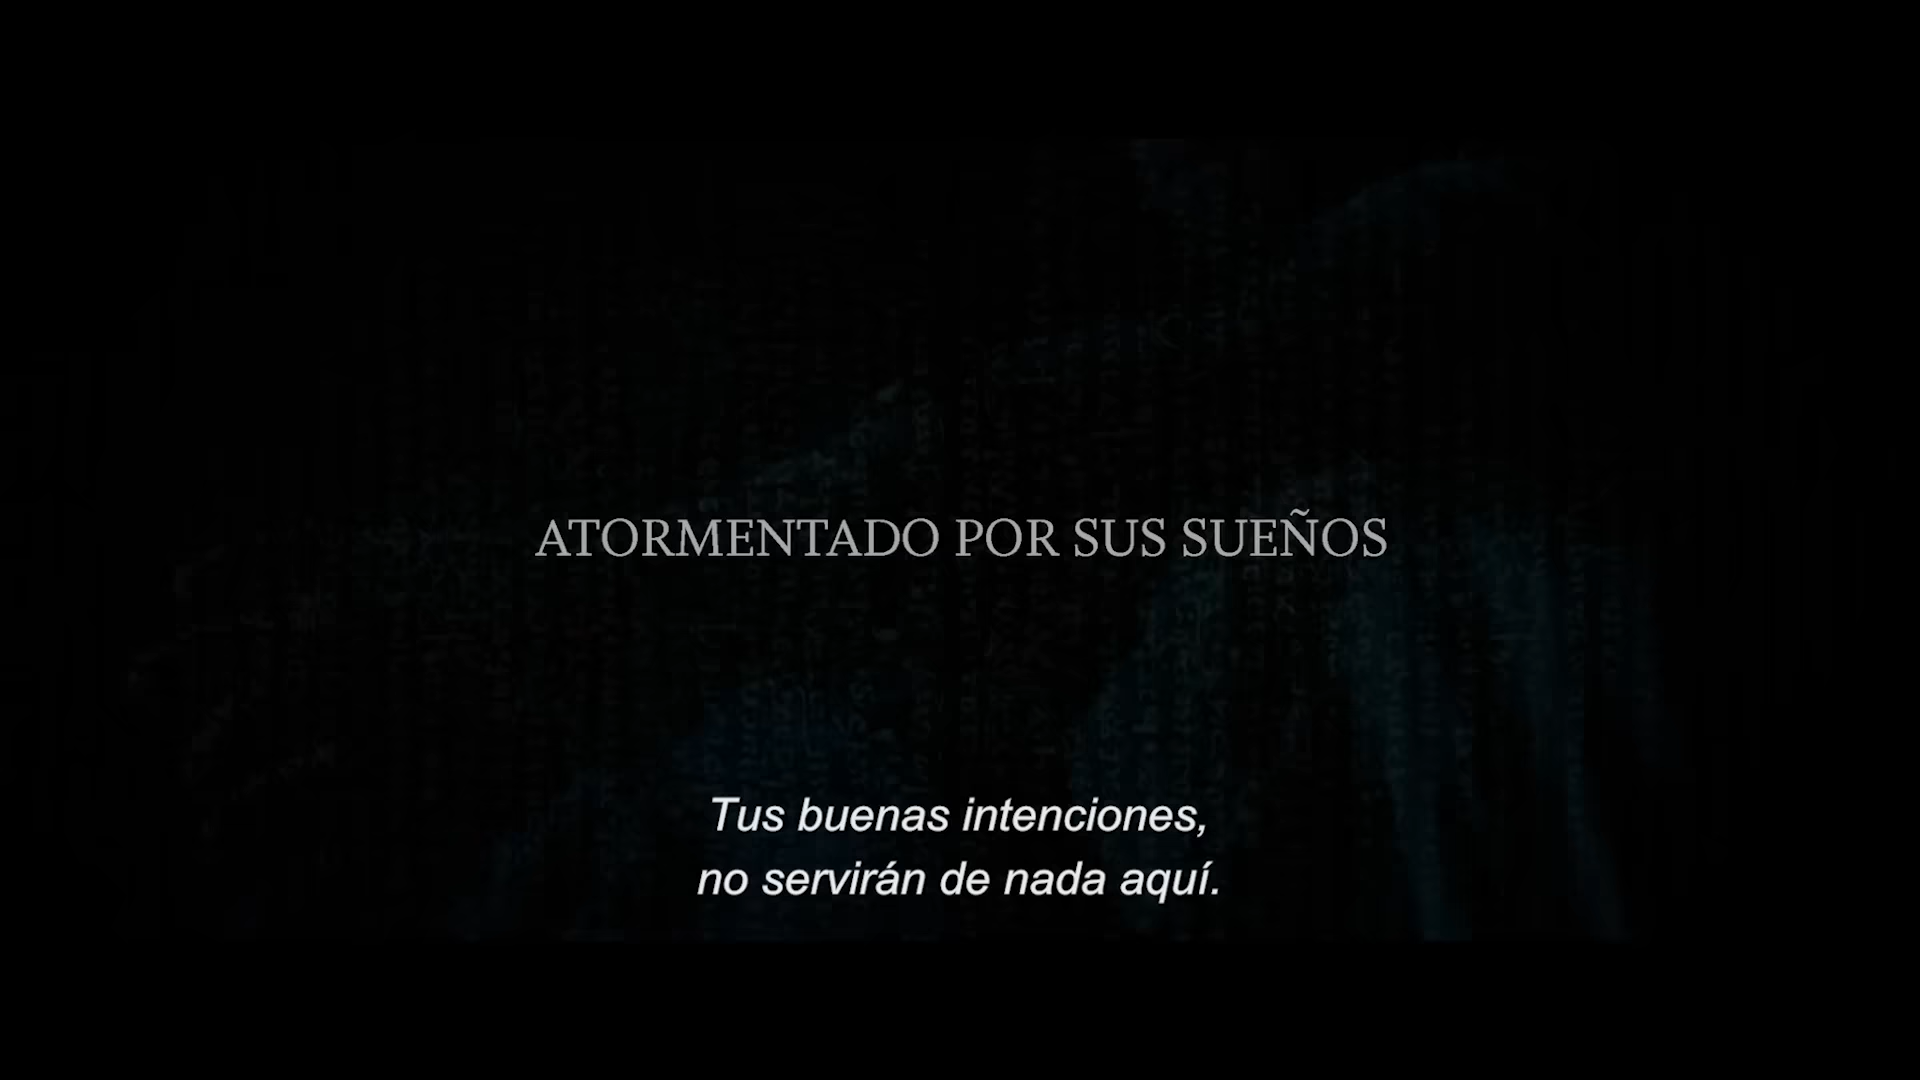 ATORMENTADO POR SUS SUEÑOS
Tus buenas intenciones,
no servirán de nada aquí.